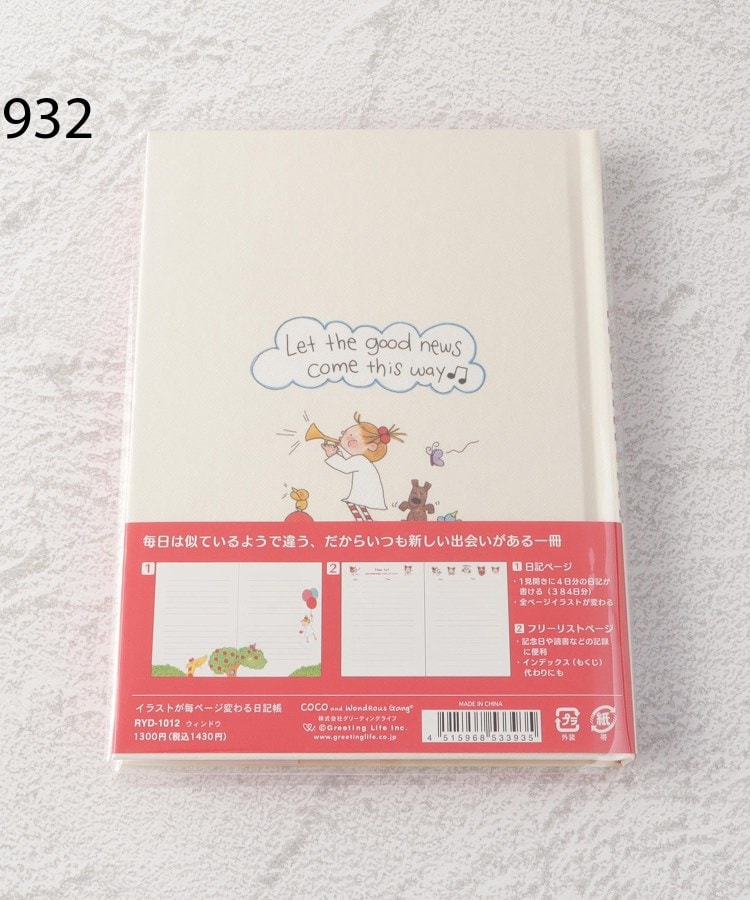 932
Let the good news
come this way♫
毎日は似ているようで違う、だからいつも新しい出会いがある一冊
1
2
1 日記ページ
・1見開きに4日分の日記が
書ける（384日分）
・全ページイラストが変わる
2 フリーリストページ
・記念日や読書などの記録
に便利
・インデックス（もくじ）
代わりにも
イラストが毎ページ変わる日記帳
RYD-1012 ウィンドウ
1300円（税込1430円）
COCO and Wondrous Gang®
株式会社グリーティングライフ
©Greeting Life Inc.
www.greetinglife.co.jp
MADE IN CHINA
4 515968 533935
プラ
外装
紙
帯